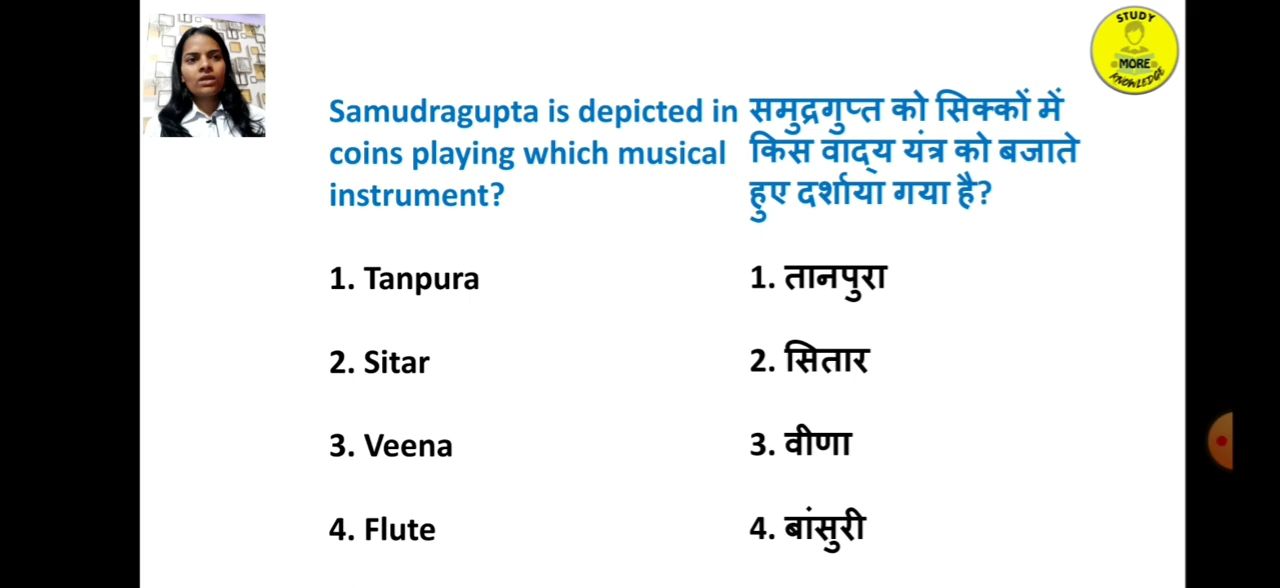 STUDY
MORE
KNOWLEDGE
Samudragupta is depicted in
coins playing which musical
instrument?
1. Tanpura
2. Sitar
3. Veena
4. Flute
समुद्रगुप्त को सिक्कों में
किस वाद्य यंत्र को बजाते
हुए दर्शाया गया है?
1. तानपुरा
2. सितार
3. वीणा
4. बांसुरी